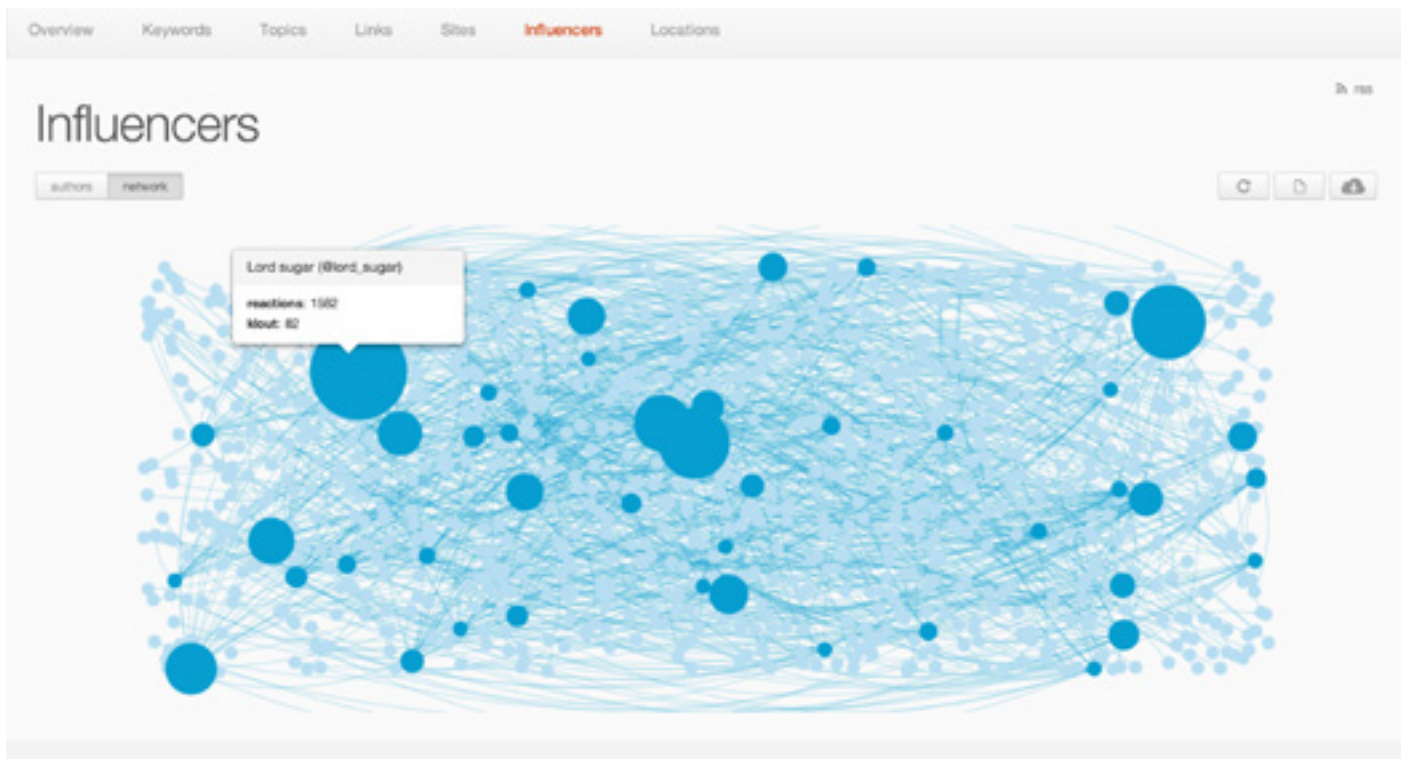 Overview Keywords Topics Links Sites Influencers Locations
rss
Influencers
authors network
Lord sugar (@lord_sugar)
reactions: 1582
klout: 82